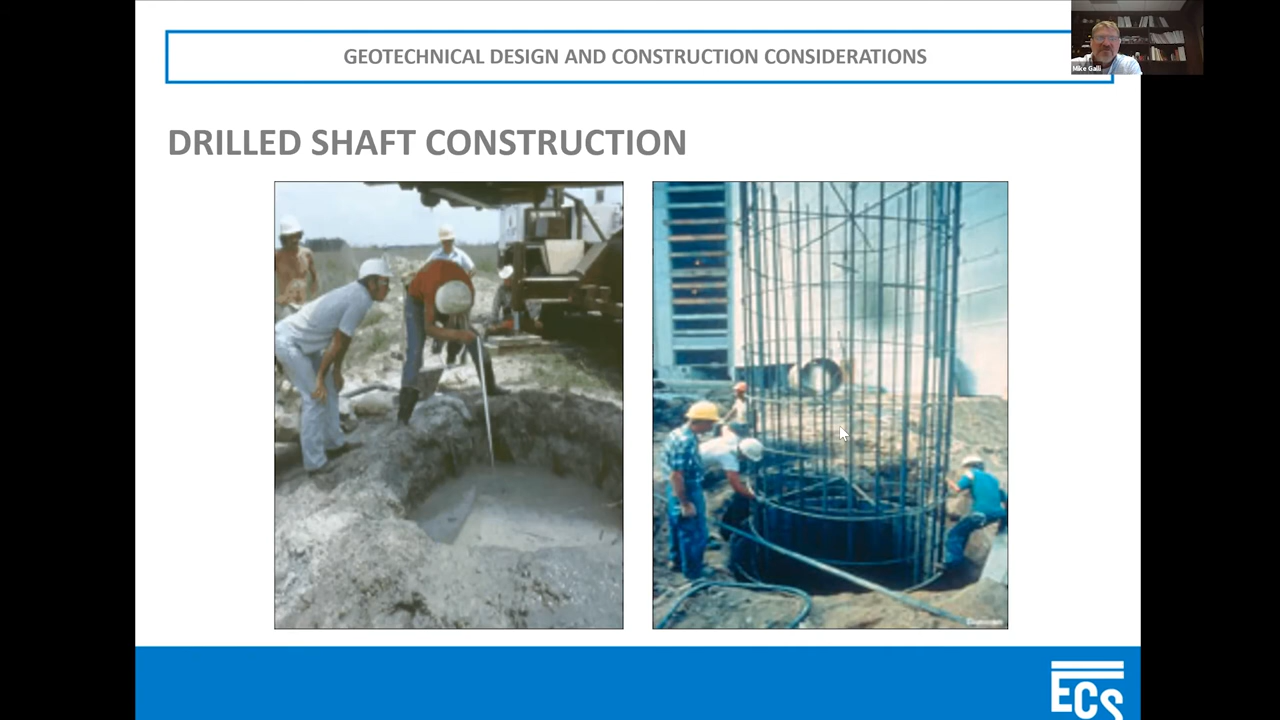 GEOTECHNICAL DESIGN AND CONSTRUCTION CONSIDERATIONS
Mike Galli
DRILLED SHAFT CONSTRUCTION
ECS